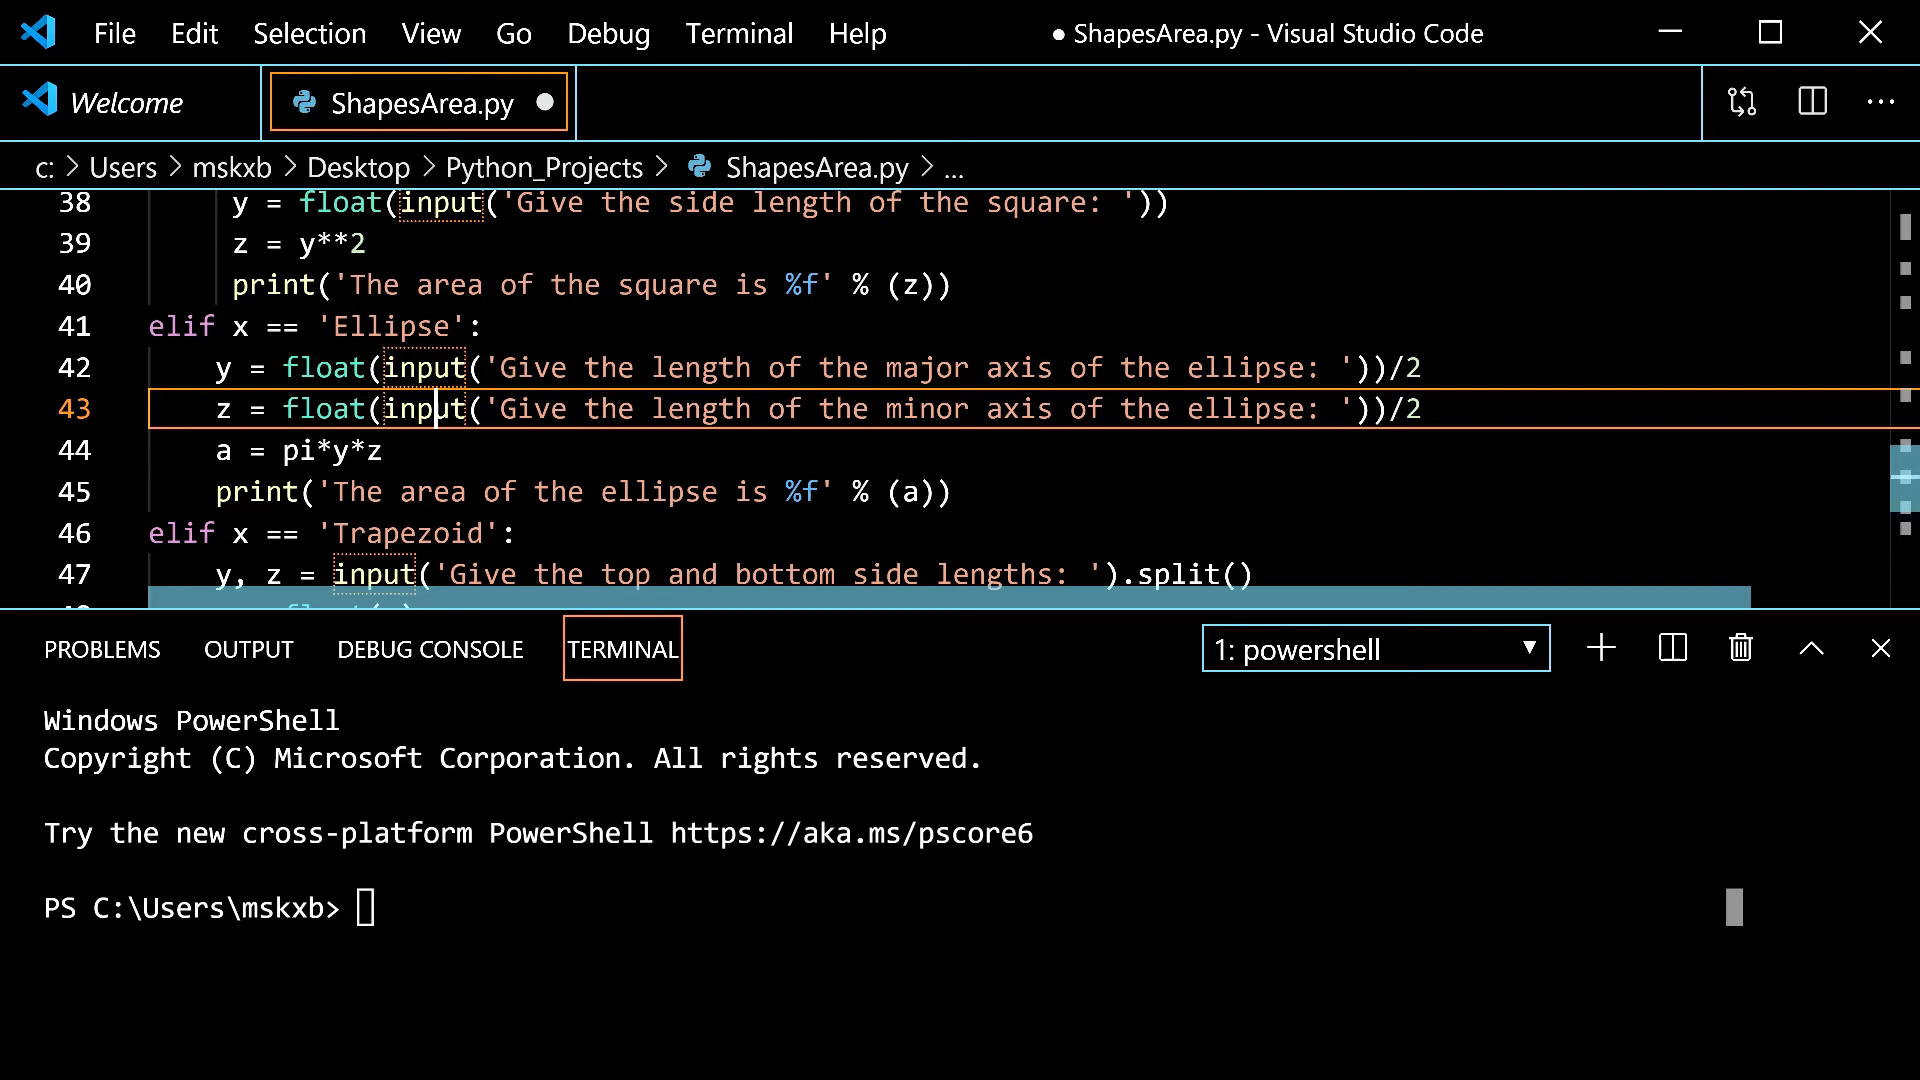 File Edit Selection View Go Debug Terminal Help ● ShapesArea.py - Visual Studio Code
Welcome ShapesArea.py ●
c: > Users > mskxb > Desktop > Python_Projects > ShapesArea.py > ...
38 y = float(input('Give the side length of the square: '))
39 z = y**2
40 print('The area of the square is %f' % (z))
41 elif x == 'Ellipse':
42 y = float(input('Give the length of the major axis of the ellipse: '))/2
43 z = float(input('Give the length of the minor axis of the ellipse: '))/2
44 a = pi*y*z
45 print('The area of the ellipse is %f' % (a))
46 elif x == 'Trapezoid':
47 y, z = input('Give the top and bottom side lengths: ').split()
PROBLEMS OUTPUT DEBUG CONSOLE TERMINAL 1: powershell
Windows PowerShell
Copyright (C) Microsoft Corporation. All rights reserved.
Try the new cross-platform PowerShell https://aka.ms/pscore6
PS C:\Users\mskxb>